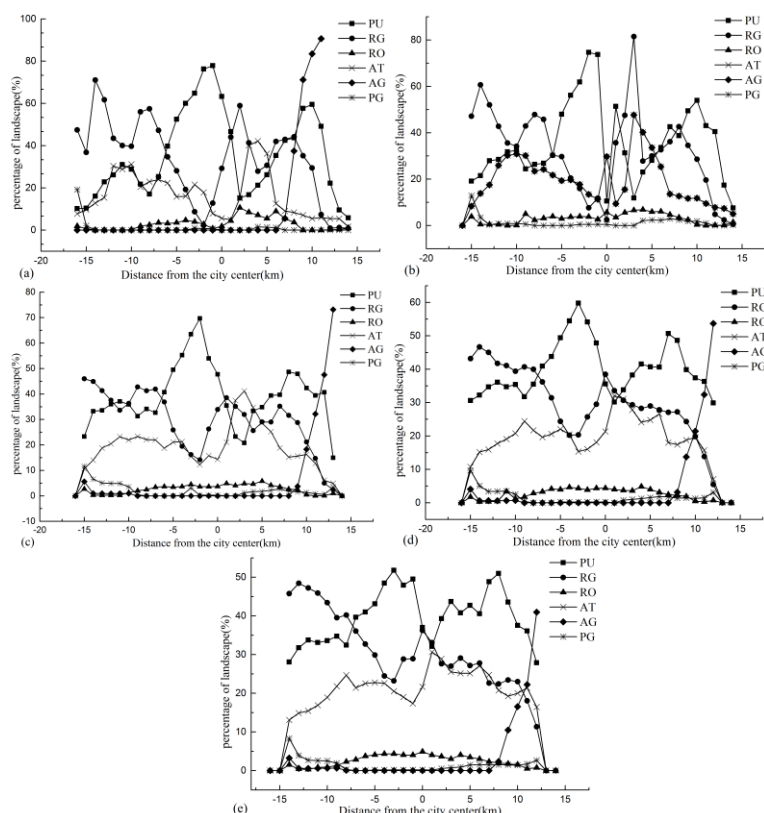 100
80
60
40
20
0
percentage of landscape(%)
-20 -15 -10 -5 0 5 10 15
Distance from the city center(km)
(a)
PU
RG
RO
AT
AG
PG
80
60
40
20
0
percentage of landscape(%)
-20 -15 -10 -5 0 5 10 15
Distance from the city center(km)
(b)
PU
RG
RO
AT
AG
PG
80
70
60
50
40
30
20
10
0
-10
percentage of landscape(%)
-20 -15 -10 -5 0 5 10 15
Distance from the city center(km)
(c)
PU
RG
RO
AT
AG
PG
60
50
40
30
20
10
0
percentage of landscape(%)
-20 -15 -10 -5 0 5 10 15
Distance from the city center(km)
(d)
PU
RG
RO
AT
AG
PG
50
40
30
20
10
0
percentage of landscape(%)
-15 -10 -5 0 5 10 15
Distance from the city center(km)
(e)
PU
RG
RO
AT
AG
PG